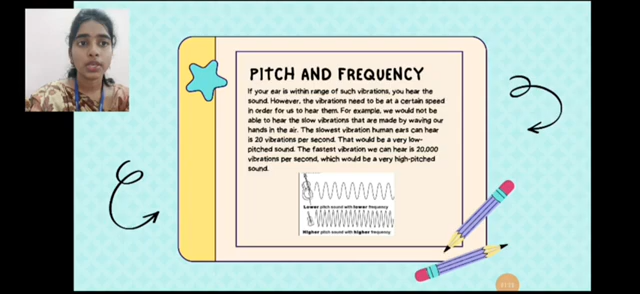 PITCH AND FREQUENCY
If your ear is within range of such vibrations, you hear the
sound. However, the vibrations need to be at a certain speed
in order for us to hear them. For example, we would not be
able to hear the slow vibrations that are made by waving our
hands in the air. The slowest vibration human ears can hear
is 20 vibrations per second. That would be a very low-
pitched sound. The fastest vibration we can hear is 20,000
vibrations per second, which would be a very high-pitched
sound.
Lower pitch sound with lower frequency
Higher pitch sound with higher frequency